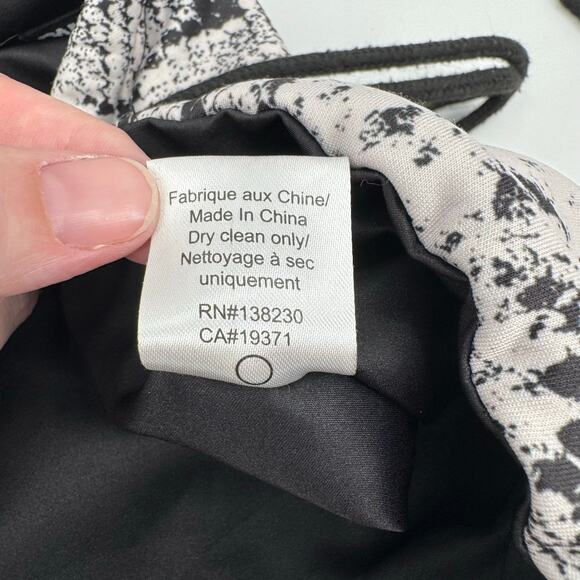 Fabrique aux Chine/
Made In China
Dry clean only/
Nettoyage à sec
uniquement
RN#138230
CA#19371